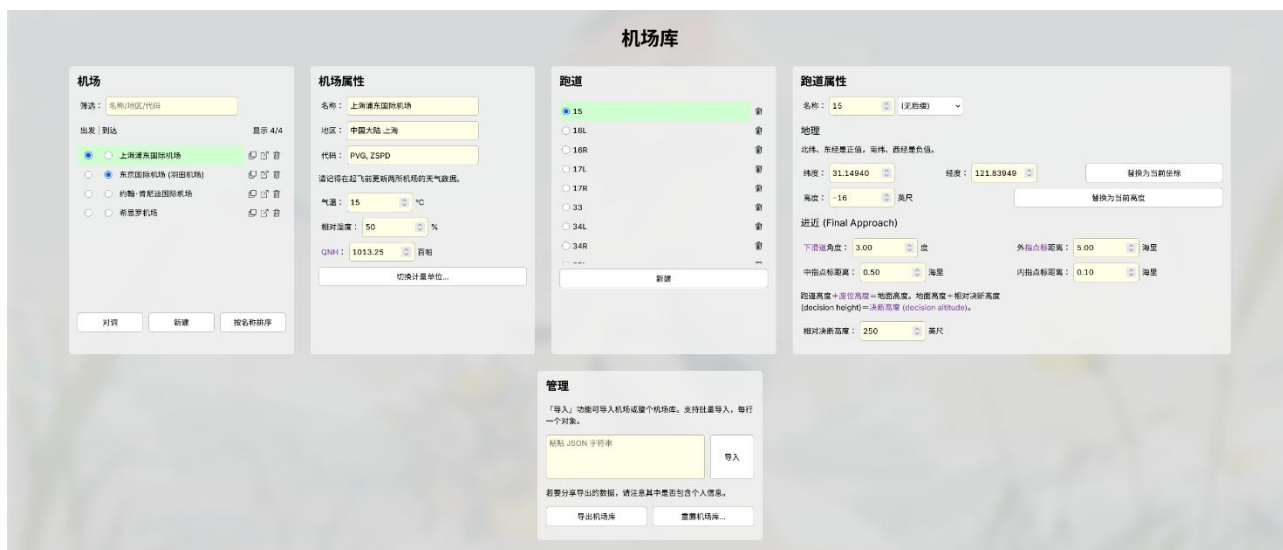 机场库
机场
筛选： 名称/地区/代码
出发 | 到达 显示 4/4
上海浦东国际机场
东京国际机场 (羽田机场)
约翰·肯尼迪国际机场
希思罗机场
对调 新建 按名称排序
机场属性
名称： 上海浦东国际机场
地区： 中国大陆 上海
代码： PVG, ZSPD
请记得在起飞前更新两所机场的天气数据。
气温： 15 °C
相对湿度： 50 %
QNH： 1013.25 百帕
切换计量单位...
跑道
15
16L
16R
17L
17R
33
34L
34R
新建
跑道属性
名称： 15 (无后缀)
地理
北纬、东经是正值，南纬、西经是负值。
纬度： 31.14940 经度： 121.83949 替换为当前坐标
高度： -16 英尺 替换为当前高度
进近 (Final Approach)
下滑道角度： 3.00 度 外指点标距离： 5.00 海里
中指点标距离： 0.50 海里 内指点标距离： 0.10 海里
跑道高度＋座位高度＝地面高度。地面高度＋相对决断高度
(decision height)＝决断高度 (decision altitude)。
相对决断高度： 250 英尺
管理
「导入」功能可导入机场或整个机场库。支持批量导入，每行
一个对象。
粘贴 JSON 字符串
导入
若要分享导出的数据，请注意其中是否包含个人信息。
导出机场库 重置机场库...